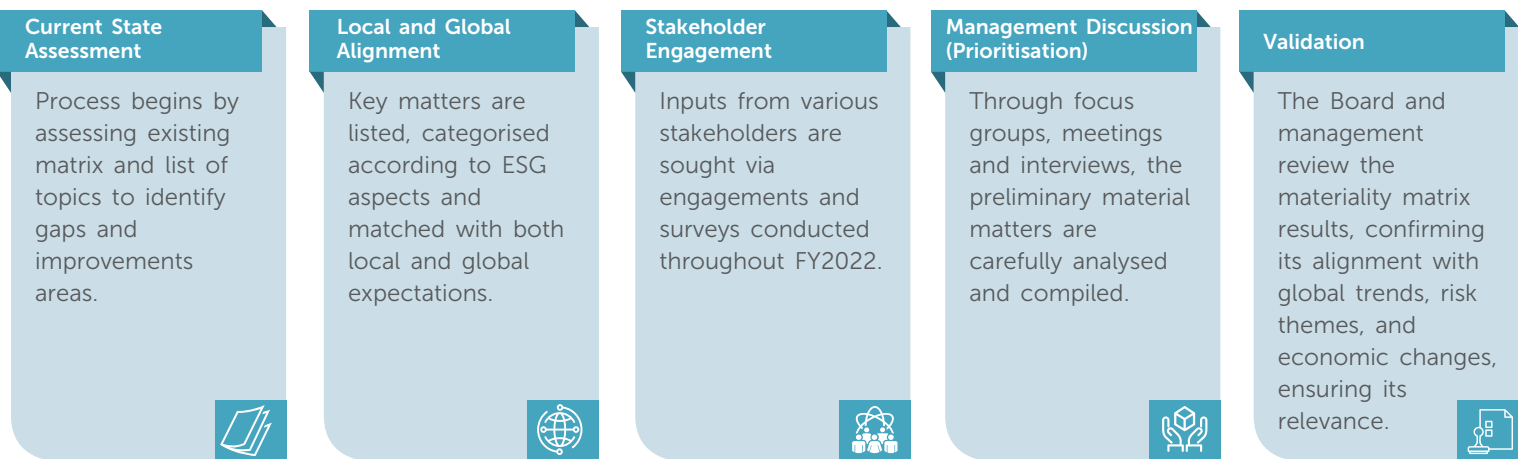 Current State
Assessment
Process begins by
assessing existing
matrix and list of
topics to identify
gaps and
improvements
areas.
Local and Global
Alignment
Key matters are
listed, categorised
according to ESG
aspects and
matched with both
local and global
expectations.
Stakeholder
Engagement
Inputs from various
stakeholders are
sought via
engagements and
surveys conducted
throughout FY2022.
Management Discussion
(Prioritisation)
Through focus
groups, meetings
and interviews, the
preliminary material
matters are
carefully analysed
and compiled.
Validation
The Board and
management
review the
materiality matrix
results, confirming
its alignment with
global trends, risk
themes, and
economic changes,
ensuring its
relevance.